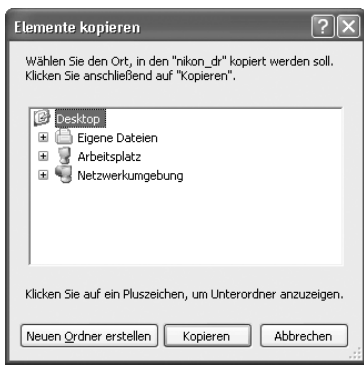 Elemente kopieren
Wählen Sie den Ort, in den "nikon_dr" kopiert werden soll.
Klicken Sie anschließend auf "Kopieren".
Desktop
Eigene Dateien
Arbeitsplatz
Netzwerkumgebung
Klicken Sie auf ein Pluszeichen, um Unterordner anzuzeigen.
Neuen Ordner erstellen Kopieren Abbrechen